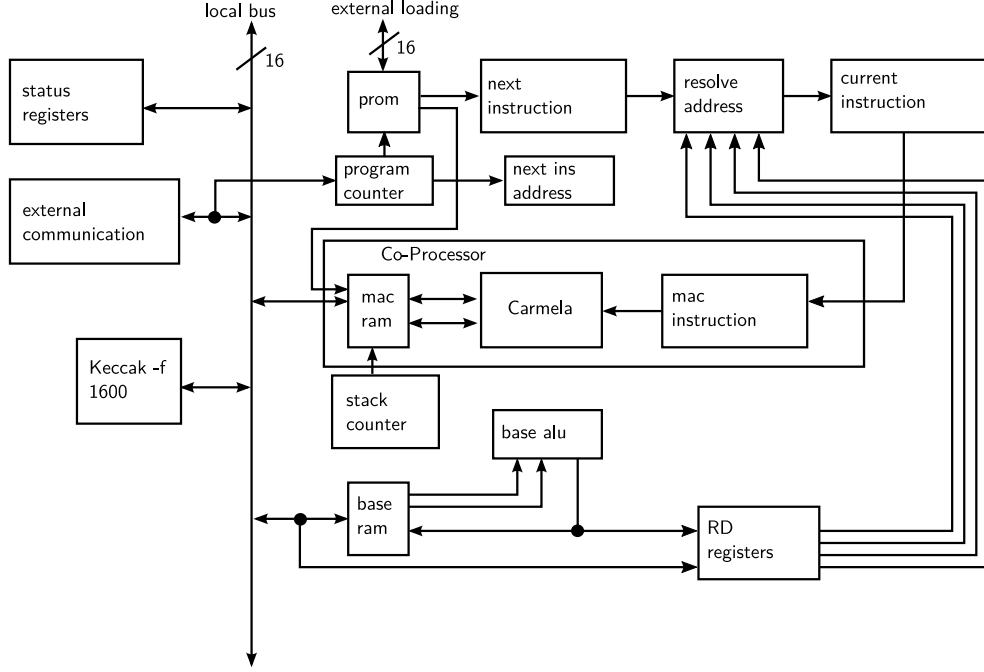 local bus
external loading
16
16
status
registers
prom
next
instruction
resolve
address
current
instruction
program
counter
next ins
address
external
communication
Co-Processor
mac
ram
Carmela
mac
instruction
Keccak -f
1600
stack
counter
base alu
base
ram
RD
registers